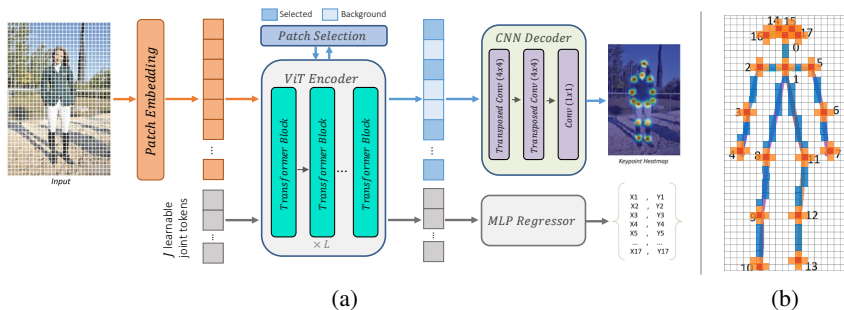 Selected
Background
Patch Selection
Patch Embedding
ViT Encoder
Transformer Block
Transformer Block
...
Transformer Block
× L
CNN Decoder
Transposed Conv (4x4)
Transposed Conv (4x4)
Conv (1x1)
Input
Keypoint Heatmap
J learnable
joint tokens
MLP Regressor
X1 , Y1
X2 , Y2
X3 , Y3
X4 , Y4
X5 , Y5
... , ...
X17 , Y17
(a)
14 15
16 17
0
2 5
1
3 6
4 8 11 7
9 12
10 13
(b)